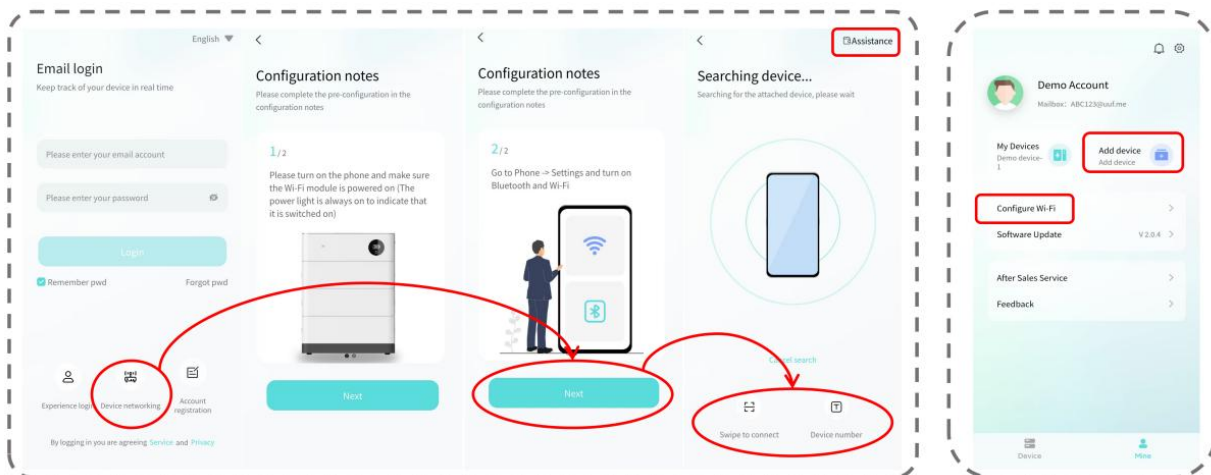 English
Email login
Keep track of your device in real time
Please enter your email account
Please enter your password
Login
Remember pwd
Forgot pwd
Experience login
Device networking
Account
registration
By logging in you are agreeing Service and Privacy
Configuration notes
Please complete the pre-configuration in the
configuration notes
1/2
Please turn on the phone and make sure
the Wi-Fi module is powered on (The
power light is always on to indicate that
it is switched on)
Next
Configuration notes
Please complete the pre-configuration in the
configuration notes
2/2
Go to Phone -> Settings and turn on
Bluetooth and Wi-Fi
Next
Assistance
Searching device...
Searching for the attached device, please wait
Cancel search
Swipe to connect
Device number
Demo Account
Mailbox: ABC123@uuf.me
My Devices
Demo device-
1
Add device
Add device
Configure Wi-Fi
Software Update
V 2.0.4
After Sales Service
Feedback
Device
Mine